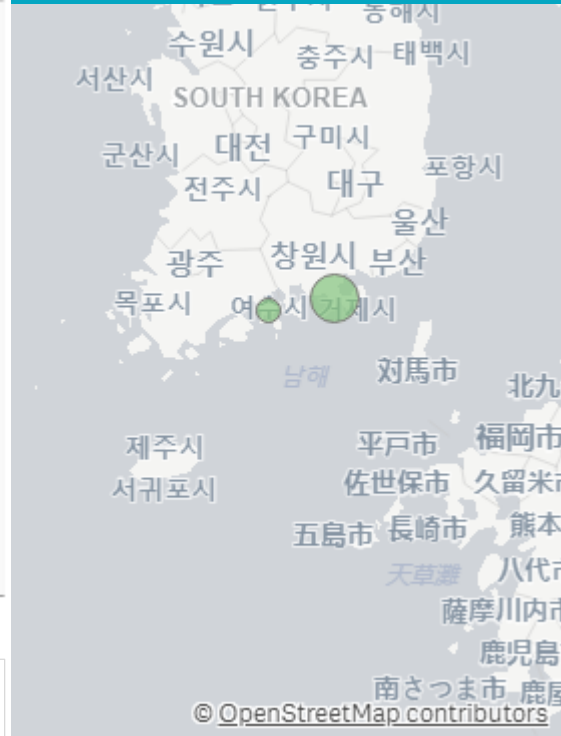 동해시
수원시
충주시 태백시
서산시
SOUTH KOREA
군산시 대전 구미시
포항시
전주시 대구
울산
광주 창원시 부산
목포시 여수시 거제시
남해 対馬市
北九
제주시 平戸市 福岡市
서귀포시 佐世保市 久留米市
五島市 長崎市 熊本
天草灘 八代市
薩摩川内市
鹿児島
南さつま市 鹿屋
© OpenStreetMap contributors